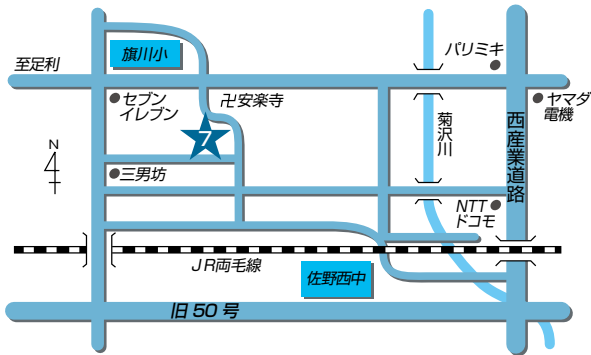 旗川小
パリミキ
至足利
セブン
イレブン
卍安楽寺
ヤマダ
電機
7
菊沢川
西産業道路
N
三男坊
NTT
ドコモ
JR両毛線
佐野西中
旧50号